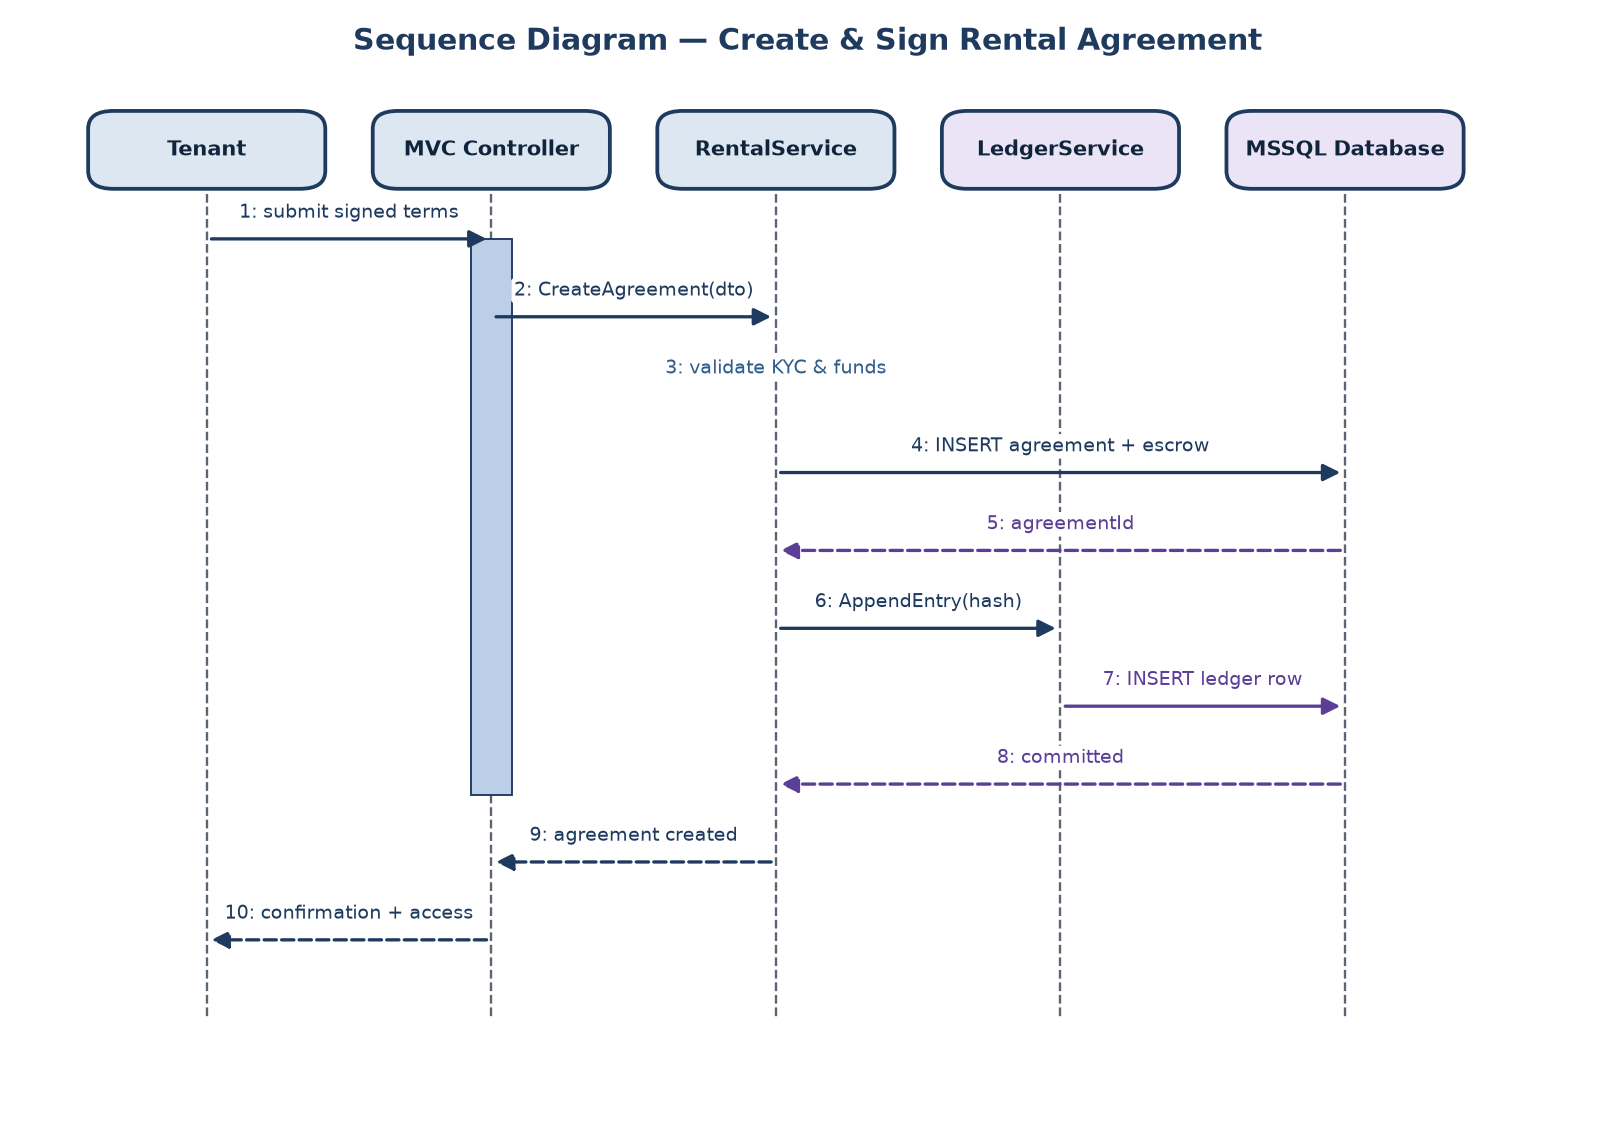 Sequence Diagram — Create & Sign Rental Agreement
Tenant
MVC Controller
RentalService
LedgerService
MSSQL Database
1: submit signed terms
2: CreateAgreement(dto)
3: validate KYC & funds
4: INSERT agreement + escrow
5: agreementId
6: AppendEntry(hash)
7: INSERT ledger row
8: committed
9: agreement created
10: confirmation + access